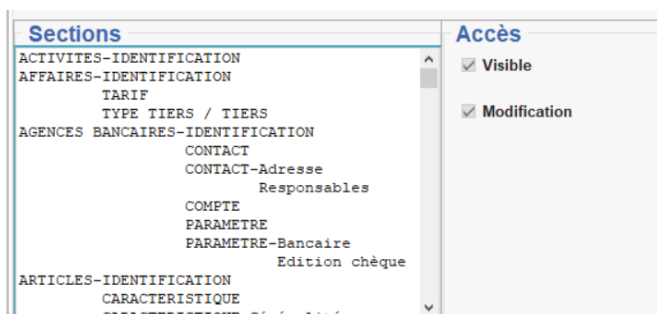 Sections
Accès
ACTIVITES-IDENTIFICATION
AFFAIRES-IDENTIFICATION
TARIF
TYPE TIERS / TIERS
AGENCES BANCAIRES-IDENTIFICATION
CONTACT
CONTACT-Adresse
Responsables
COMPTE
PARAMETRE
PARAMETRE-Bancaire
Edition chèque
ARTICLES-IDENTIFICATION
CARACTERISTIQUE
Visible
Modification